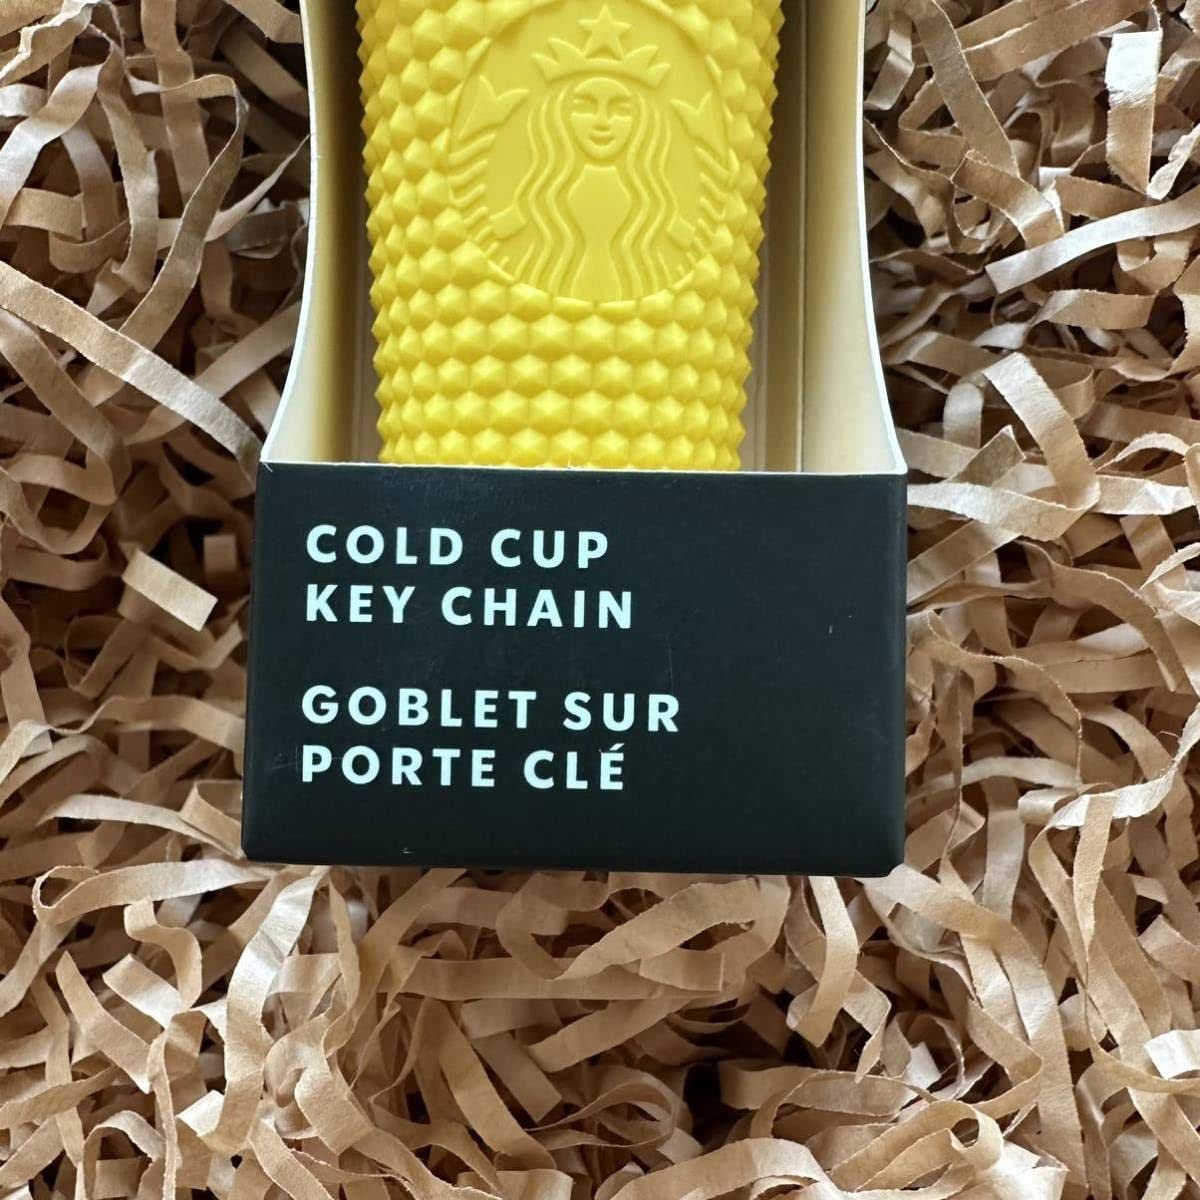 COLD CUP
KEY CHAIN
GOBLET SUR
PORTE CLÉ